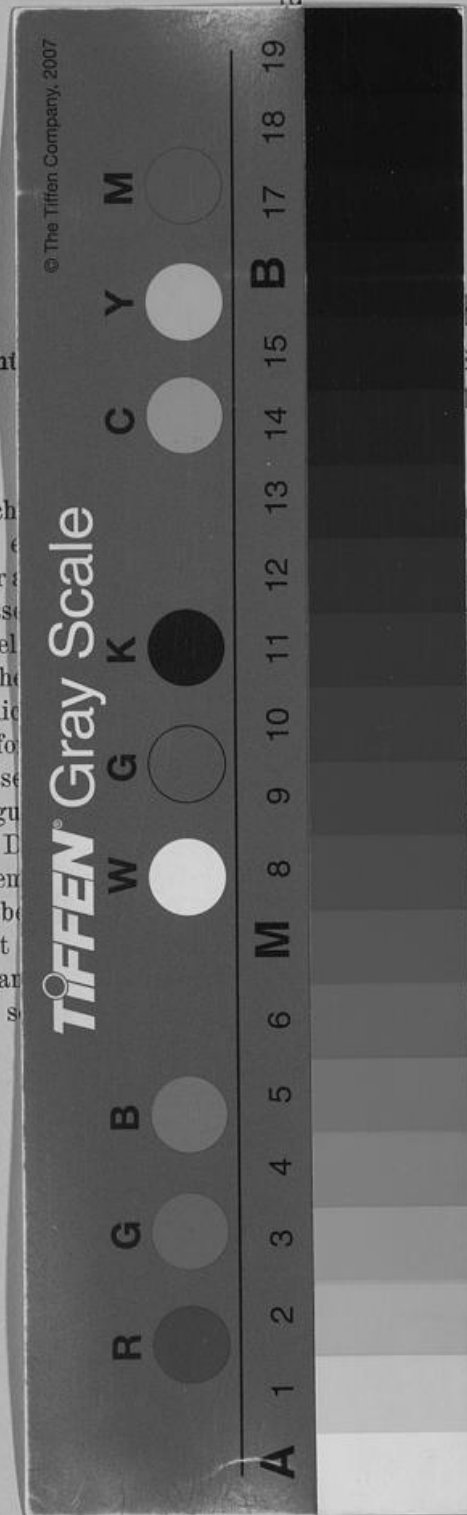 © The Tiffen Company, 2007
TIFFEN® Gray Scale
R G B W G K C Y M
A 1 2 3 4 5 6 M 8 9 10 11 12 13 14 15 B 17 18 19